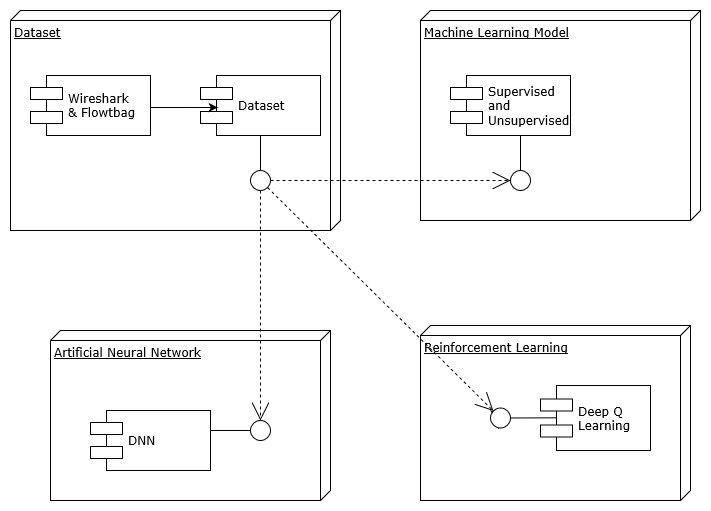 Dataset
Machine Learning Model
Wireshark
& Flowtbag
Dataset
Supervised
and
Unsupervised
Artificial Neural Network
Reinforcement Learning
DNN
Deep Q
Learning